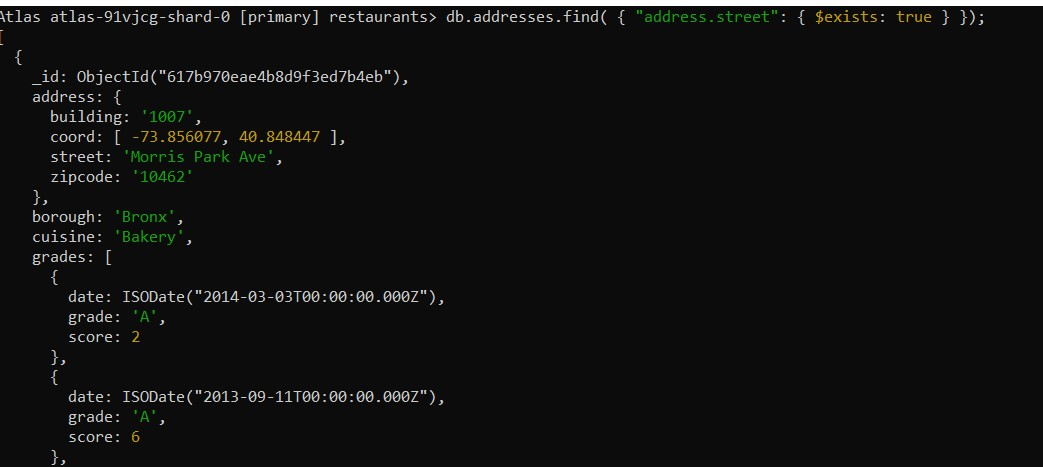 Atlas atlas-91vjcg-shard-0 [primary] restaurants> db.addresses.find( { "address.street": { $exists: true } });
[
  {
    _id: ObjectId("617b970eae4b8d9f3ed7b4eb"),
    address: {
      building: '1007',
      coord: [ -73.856077, 40.848447 ],
      street: 'Morris Park Ave',
      zipcode: '10462'
    },
    borough: 'Bronx',
    cuisine: 'Bakery',
    grades: [
      {
        date: ISODate("2014-03-03T00:00:00.000Z"),
        grade: 'A',
        score: 2
      },
      {
        date: ISODate("2013-09-11T00:00:00.000Z"),
        grade: 'A',
        score: 6
      },